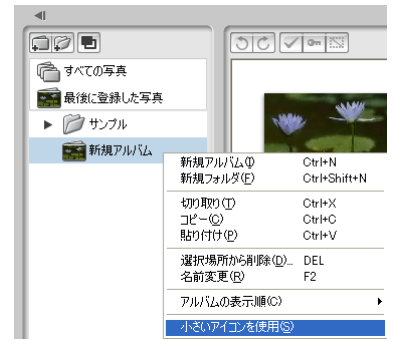 すべての写真
最後に登録した写真
サンプル
新規アルバム
新規アルバム(I) Ctrl+N
新規フォルダ(F) Ctrl+Shift+N
切り取り(T) Ctrl+X
コピー(C) Ctrl+C
貼り付け(P) Ctrl+V
選択場所から削除(D)... DEL
名前変更(R) F2
アルバムの表示順(C)
小さいアイコンを使用(S)